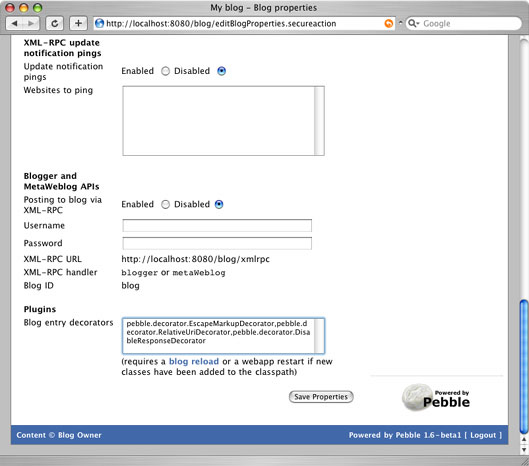 My blog - Blog properties
http://localhost:8080/blog/editBlogProperties.secureaction
Google
XML-RPC update
notification pings
Update notification
pings
Enabled Disabled
Websites to ping
Blogger and
MetaWeblog APIs
Posting to blog via
XML-RPC
Enabled Disabled
Username
Password
XML-RPC URL http://localhost:8080/blog/xmlrpc
XML-RPC handler blogger or metaWeblog
Blog ID blog
Plugins
Blog entry decorators
pebble.decorator.EscapeMarkupDecorator,pebble.d
ecorator.RelativeUriDecorator,pebble.decorator.Disa
bleResponseDecorator
(requires a blog reload or a webapp restart if new
classes have been added to the classpath)
Save Properties
Powered by
Pebble
Content © Blog Owner Powered by Pebble 1.6-beta1 [ Logout ]